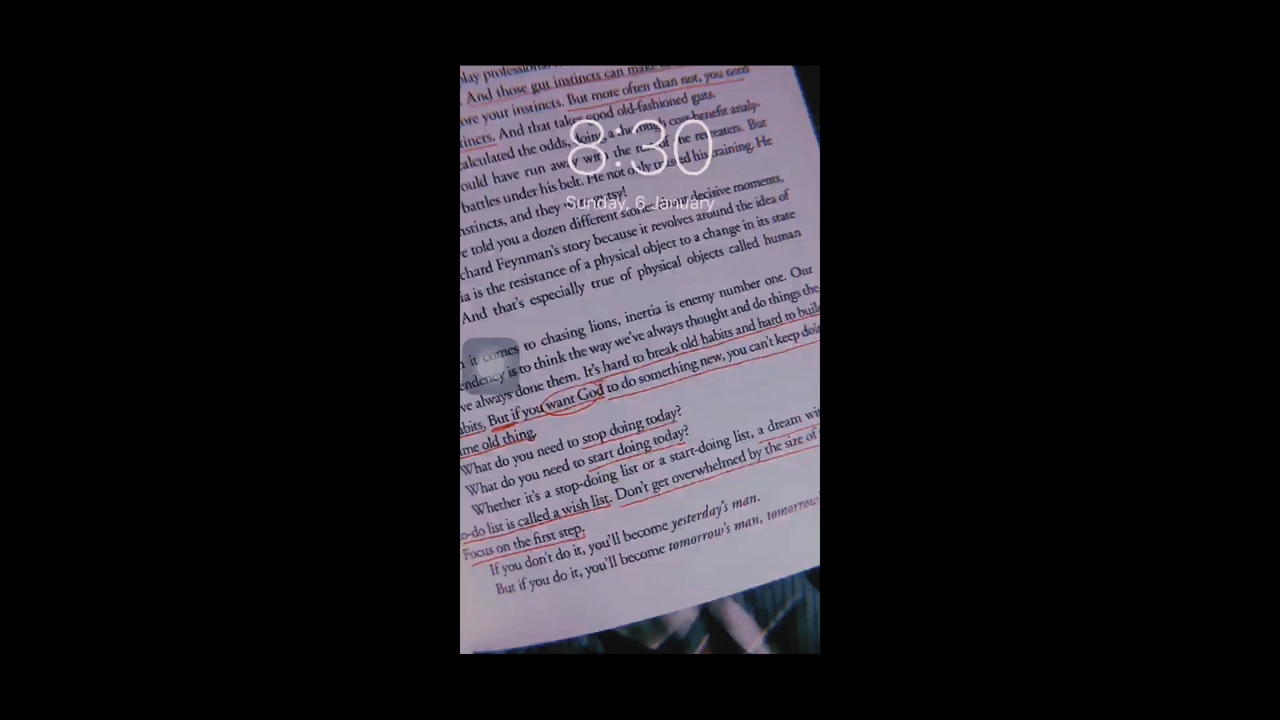 play professional
And those gut instincts can make
ore your instincts. But more often than not, you need
tincts. And that takes good old-fashioned guts.
alculated the odds, doing a thorough cost-benefit analy-
ould have run away with the rest of the repeaters. But
battles under his belt. He not only trusted his training. He
nstincts, and they
e told you a dozen different stories decisive moments,
chard Feynman's story because it revolves around the idea of
ia is the resistance of a physical object to a change in its state
And that's especially true of physical objects called human
8:30
Sunday, 6 January
n it comes to chasing lions, inertia is enemy number one. Our
endency is to think the way we've always thought and do things the
ve always done them. It's hard to break old habits and hard to buil
abits. But if you want God to do something new, you can't keep doi
ame old thing.
What do you need to stop doing today?
What do you need to start doing today?
Whether it's a stop-doing list or a start-doing list, a dream wi
o-do list is called a wish list. Don't get overwhelmed by the size of
Focus on the first step.
If you don't do it, you'll become yesterday's man.
But if you do it, you'll become tomorrow's man, tomorrow